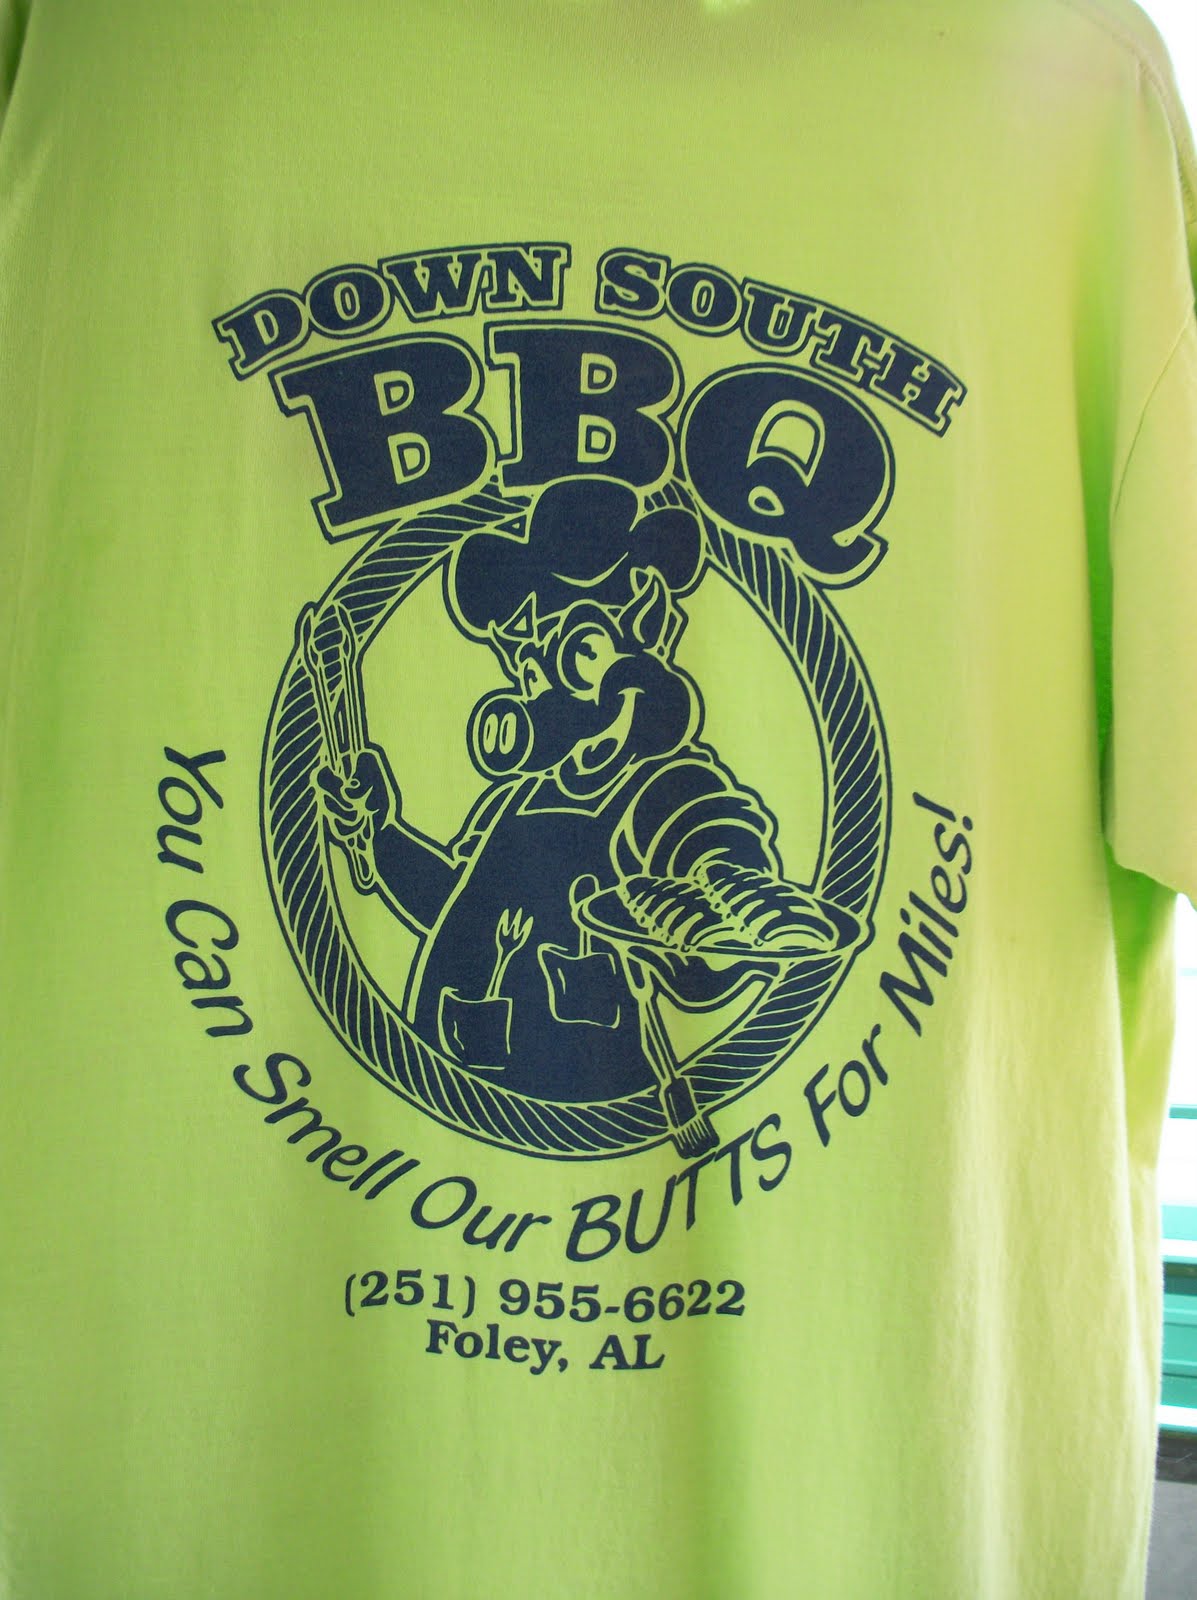 DOWN SOUTH
BBQ
You Can Smell Our BUTTS For Miles!
(251) 955-6622
Foley, AL